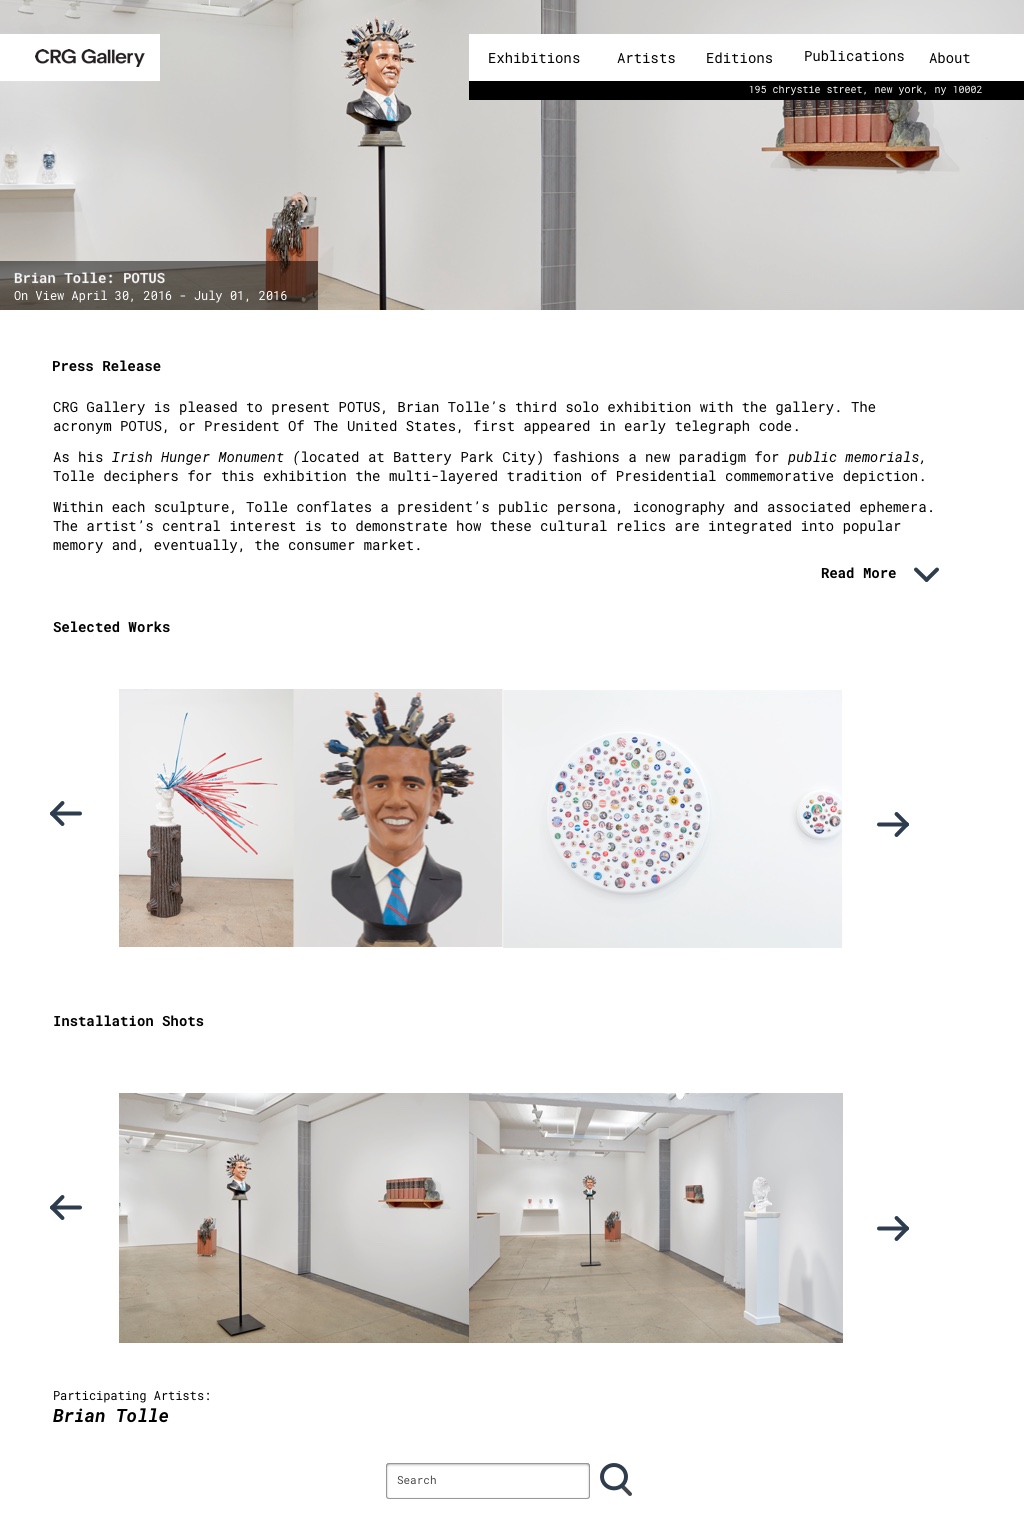 CRG Gallery
Exhibitions Artists Editions Publications About
195 chrystie street, new york, ny 10002
Brian Tolle: POTUS
On View April 30, 2016 - July 01, 2016
Press Release
CRG Gallery is pleased to present POTUS, Brian Tolle’s third solo exhibition with the gallery. The
acronym POTUS, or President Of The United States, first appeared in early telegraph code.
As his Irish Hunger Monument (located at Battery Park City) fashions a new paradigm for public memorials,
Tolle deciphers for this exhibition the multi-layered tradition of Presidential commemorative depiction.
Within each sculpture, Tolle conflates a president’s public persona, iconography and associated ephemera.
The artist’s central interest is to demonstrate how these cultural relics are integrated into popular
memory and, eventually, the consumer market.
Read More
Selected Works
Installation Shots
Participating Artists:
Brian Tolle
Search